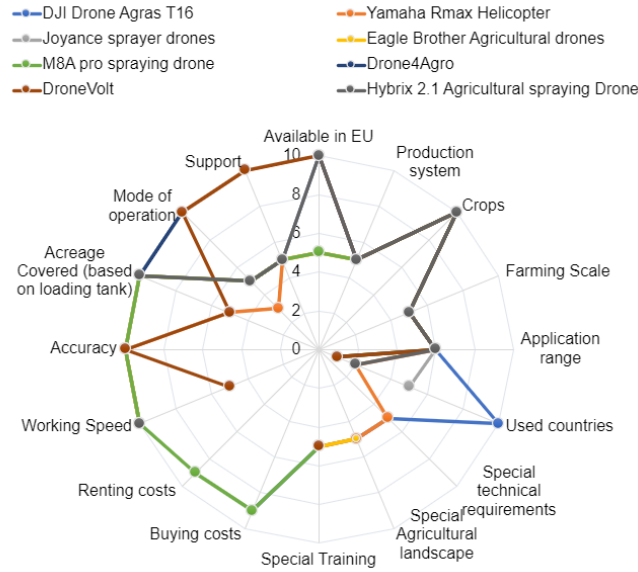 DJI Drone Agras T16
Yamaha Rmax Helicopter
Joyance sprayer drones
Eagle Brother Agricultural drones
M8A pro spraying drone
Drone4Agro
DroneVolt
Hybrix 2.1 Agricultural spraying Drone
Available in EU
10
Support
Production
system
8
Mode of
operation
Crops
6
Acreage
Covered (based
on loading tank)
4
Farming Scale
2
Accuracy
0
Application
range
Working Speed
Used countries
Renting costs
Special
technical
requirements
Buying costs
Special
Agricultural
landscape
Special Training